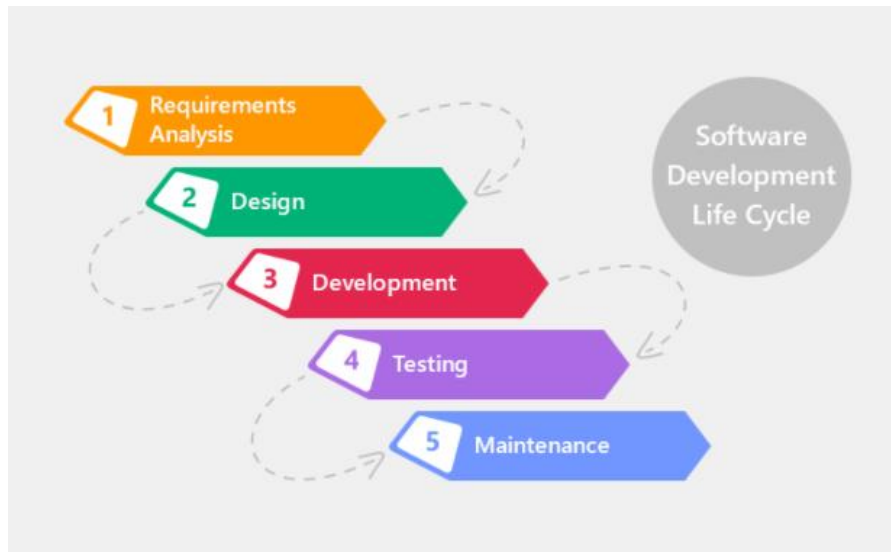 1
Requirements
Analysis
2
Design
3
Development
4
Testing
5
Maintenance
Software
Development
Life Cycle